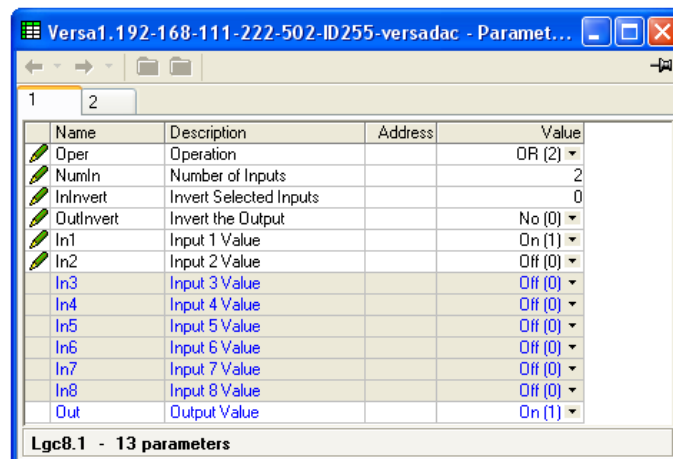 Versa1.192-168-111-222-502-ID255-versadac - Paramet...
1 2
Name Description Address Value
Oper Operation OR (2)
NumIn Number of Inputs 2
InInvert Invert Selected Inputs 0
OutInvert Invert the Output No (0)
In1 Input 1 Value On (1)
In2 Input 2 Value Off (0)
In3 Input 3 Value Off (0)
In4 Input 4 Value Off (0)
In5 Input 5 Value Off (0)
In6 Input 6 Value Off (0)
In7 Input 7 Value Off (0)
In8 Input 8 Value Off (0)
Out Output Value On (1)
Lgc8.1 - 13 parameters